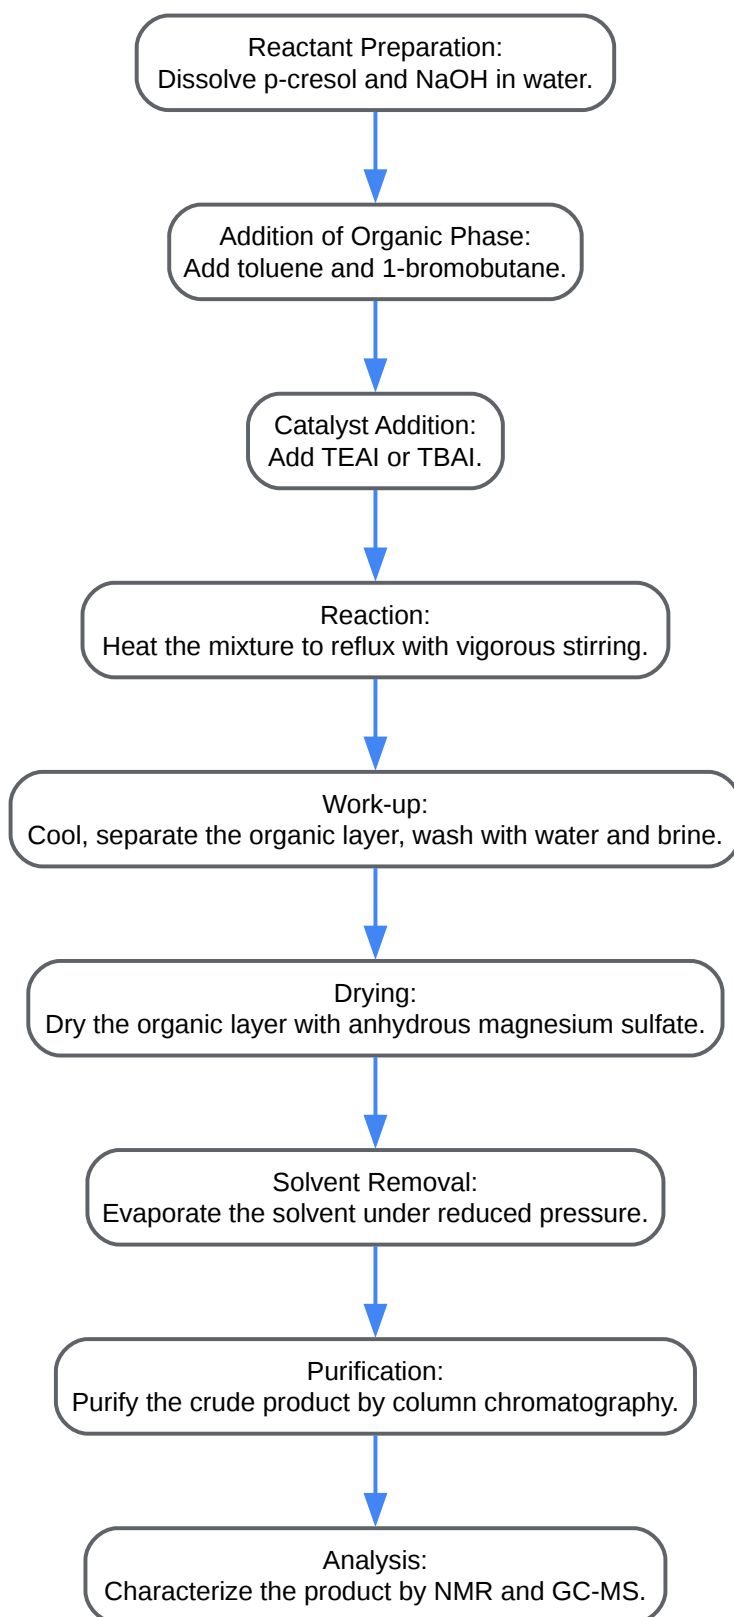 Reactant Preparation:
Dissolve p-cresol and NaOH in water.
Addition of Organic Phase:
Add toluene and 1-bromobutane.
Catalyst Addition:
Add TEAI or TBAI.
Reaction:
Heat the mixture to reflux with vigorous stirring.
Work-up:
Cool, separate the organic layer, wash with water and brine.
Drying:
Dry the organic layer with anhydrous magnesium sulfate.
Solvent Removal:
Evaporate the solvent under reduced pressure.
Purification:
Purify the crude product by column chromatography.
Analysis:
Characterize the product by NMR and GC-MS.